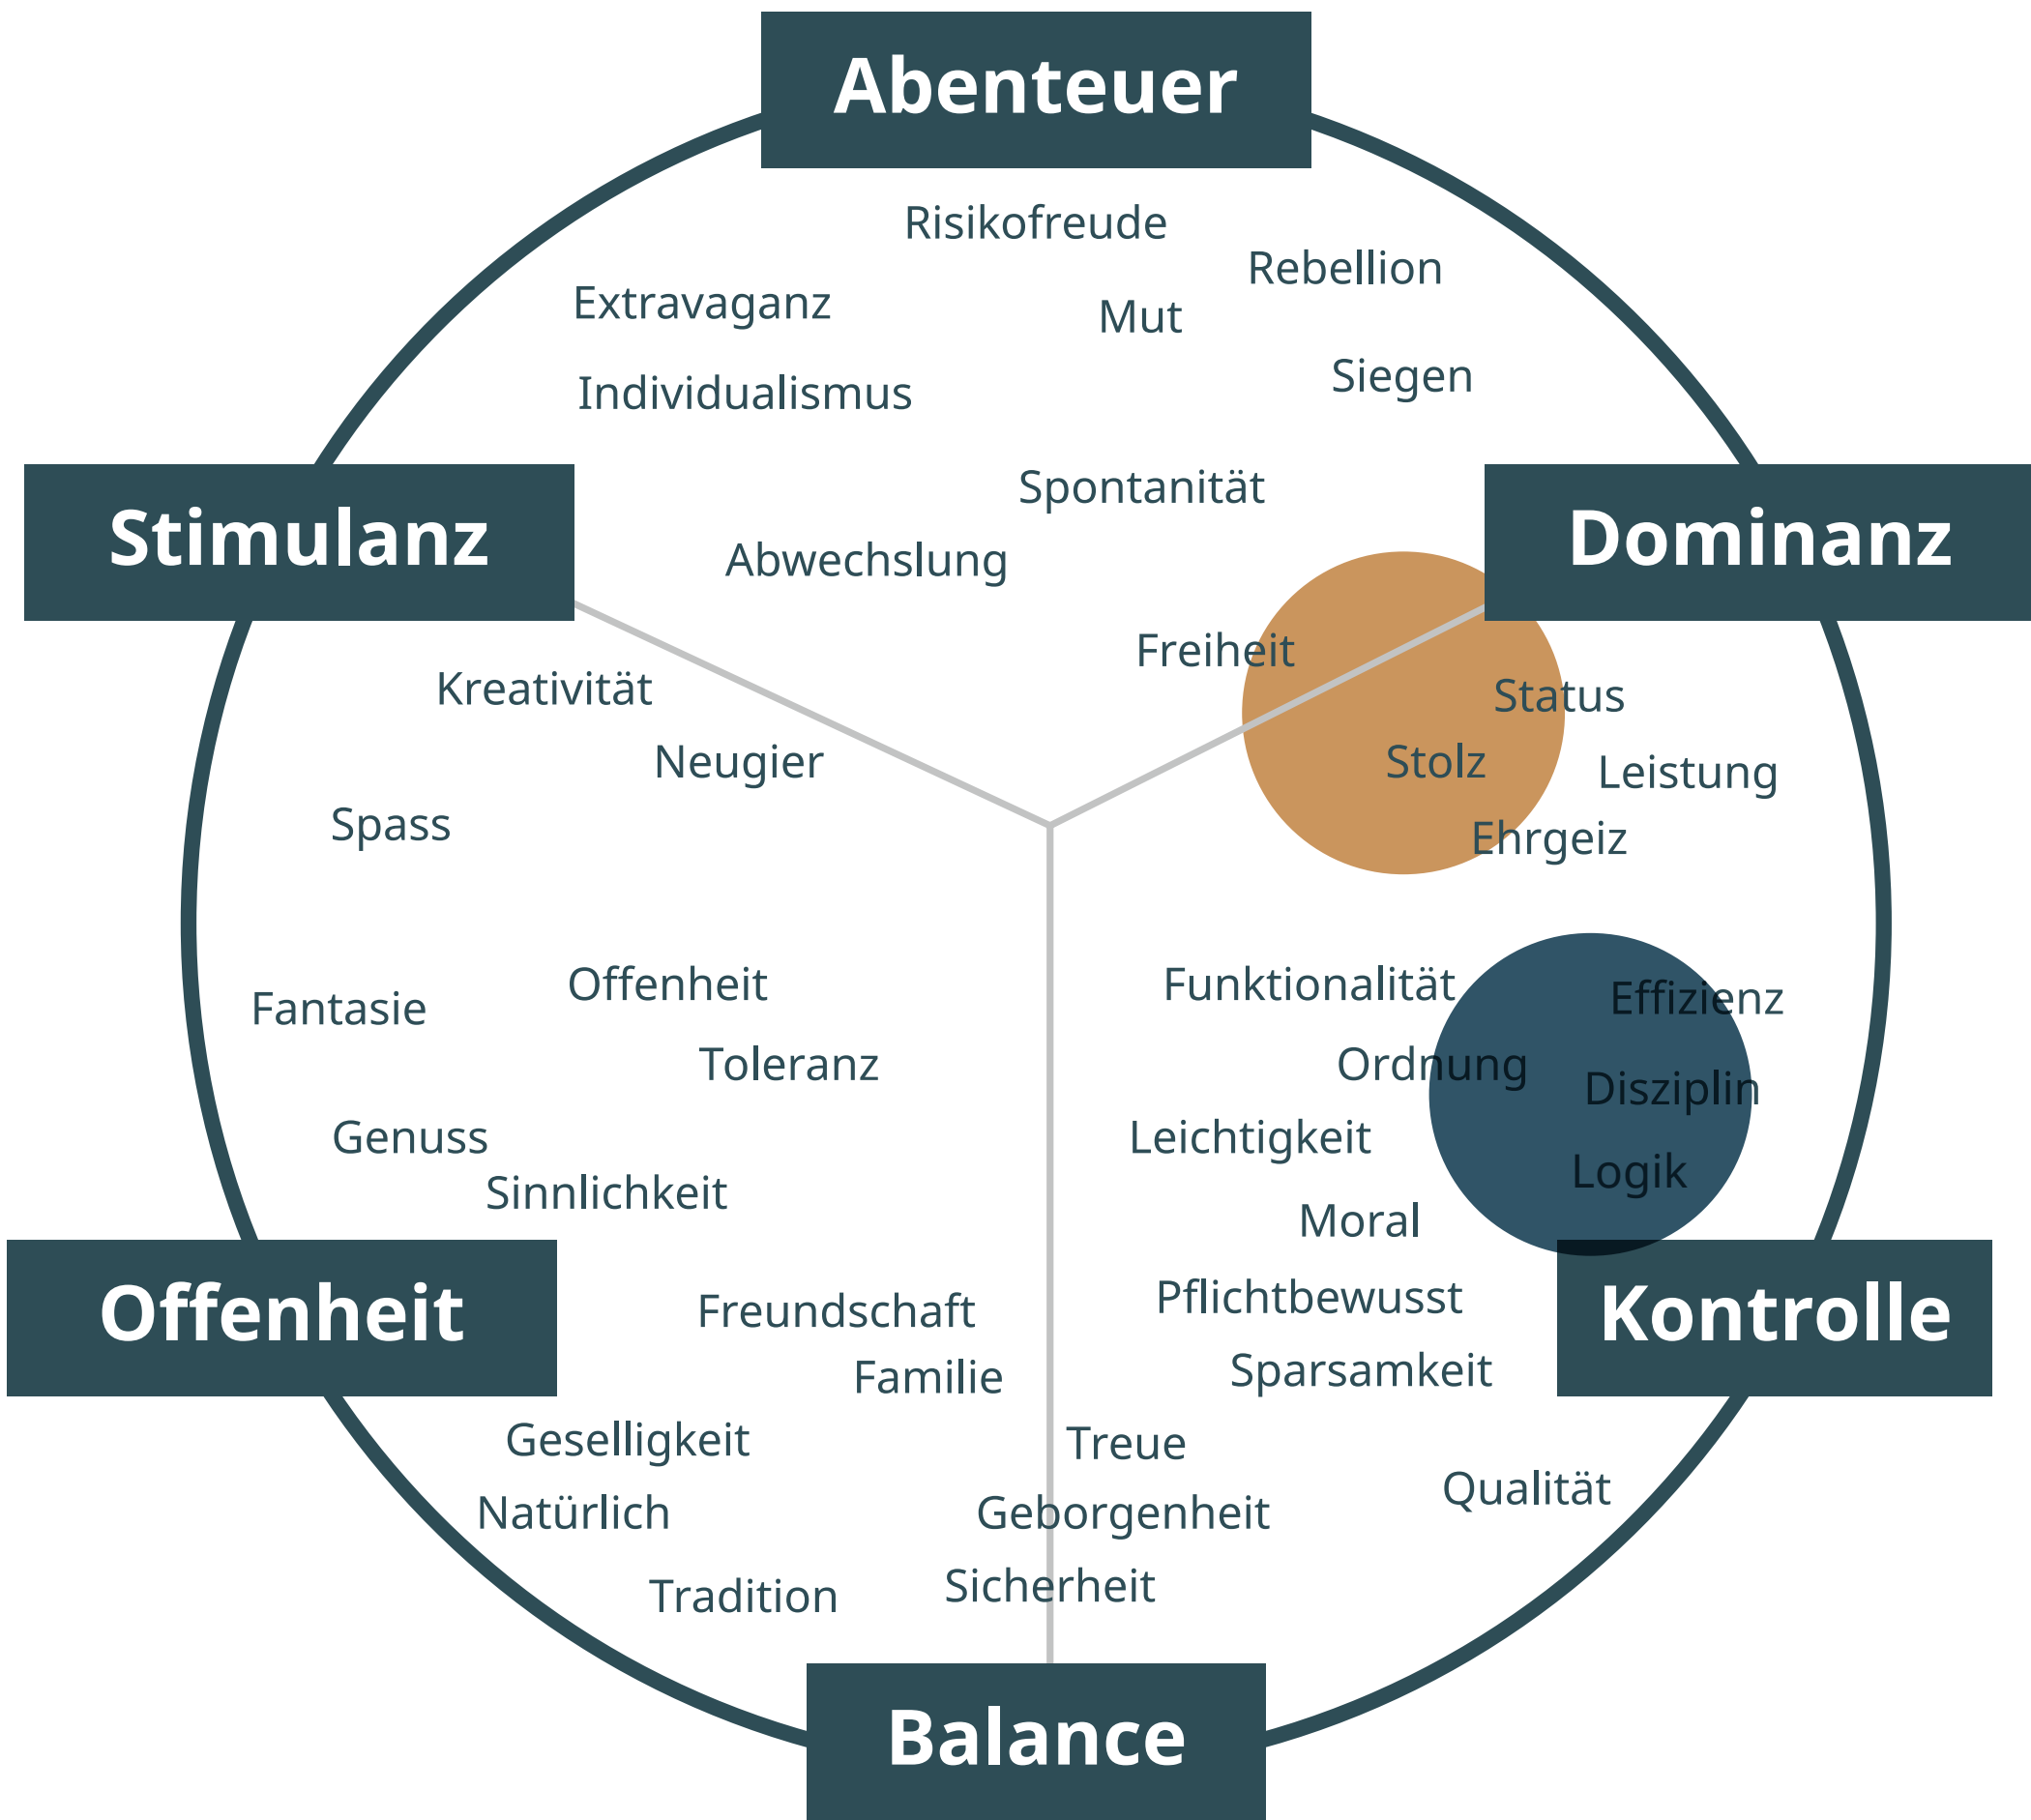 Abenteuer
Risikofreude
Rebellion
Extravaganz
Mut
Siegen
Individualismus
Spontanität
Stimulanz
Dominanz
Abwechslung
Freiheit
Kreativität
Status
Neugier
Stolz
Leistung
Spass
Ehrgeiz
Offenheit
Funktionalität
Effizienz
Fantasie
Toleranz
Ordnung
Disziplin
Genuss
Leichtigkeit
Logik
Sinnlichkeit
Moral
Offenheit
Freundschaft
Pflichtbewusst
Kontrolle
Familie
Sparsamkeit
Geselligkeit
Treue
Qualität
Natürlich
Geborgenheit
Tradition
Sicherheit
Balance